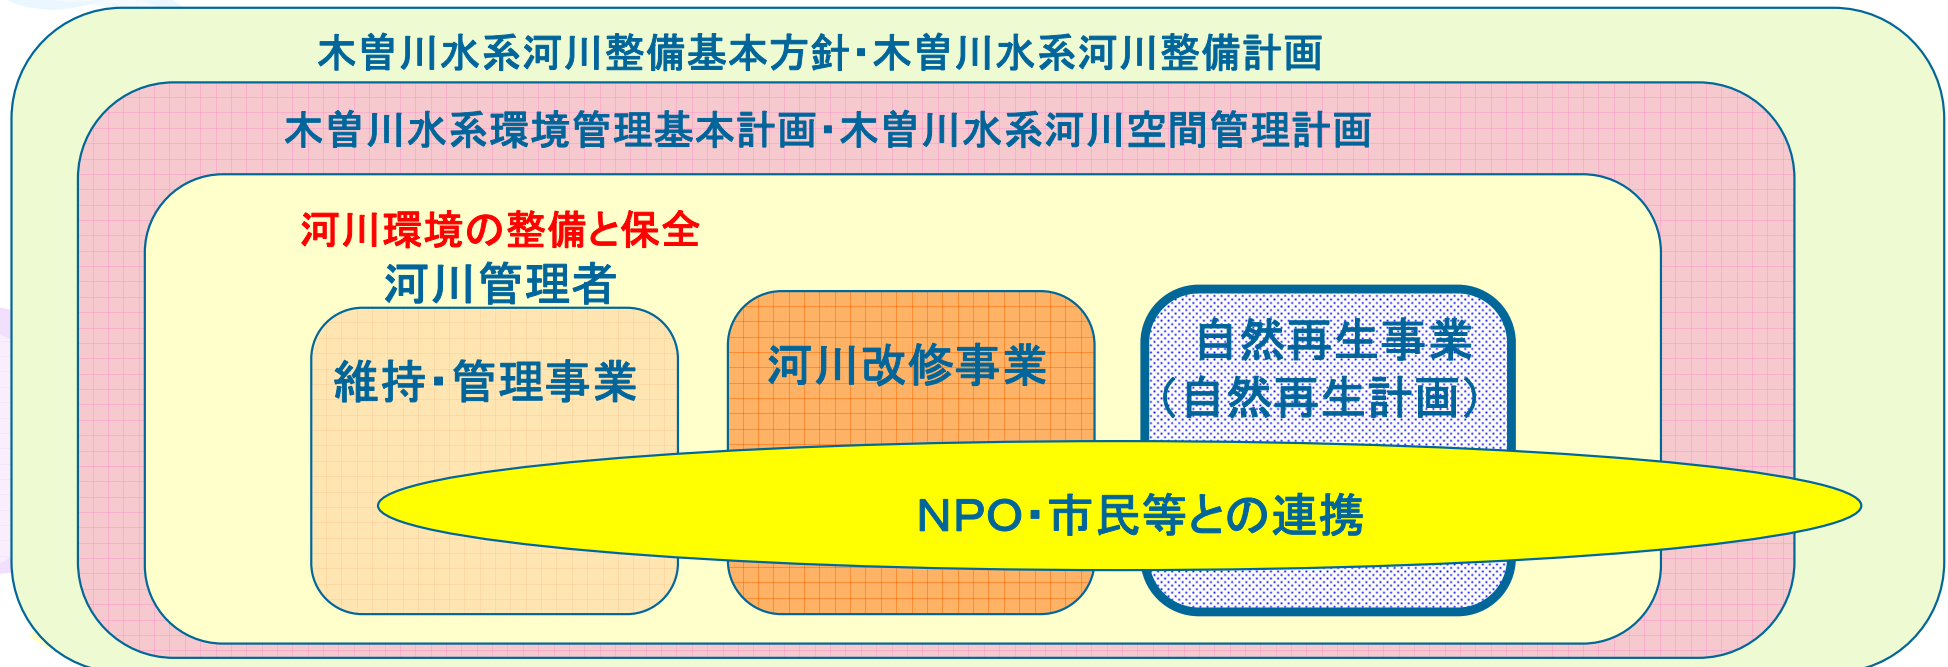 木曽川水系河川整備基本方針・木曽川水系河川整備計画
木曽川水系環境管理基本計画・木曽川水系河川空間管理計画
河川環境の整備と保全
河川管理者
維持・管理事業
河川改修事業
自然再生事業
（自然再生計画）
NPO・市民等との連携